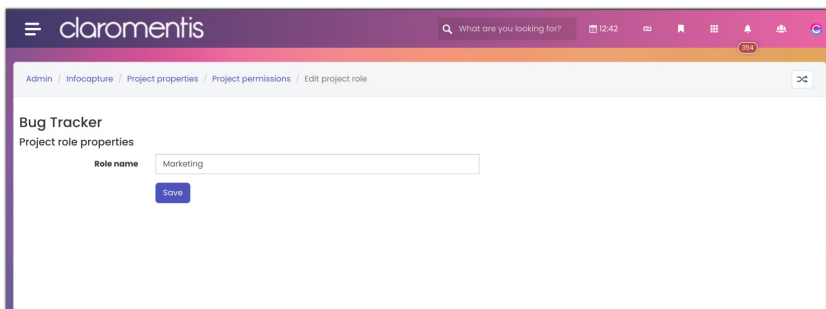 claromentis
What are you looking for?
12:42
354
Admin / Infocapture / Project properties / Project permissions / Edit project role
Bug Tracker
Project role properties
Role name
Marketing
Save